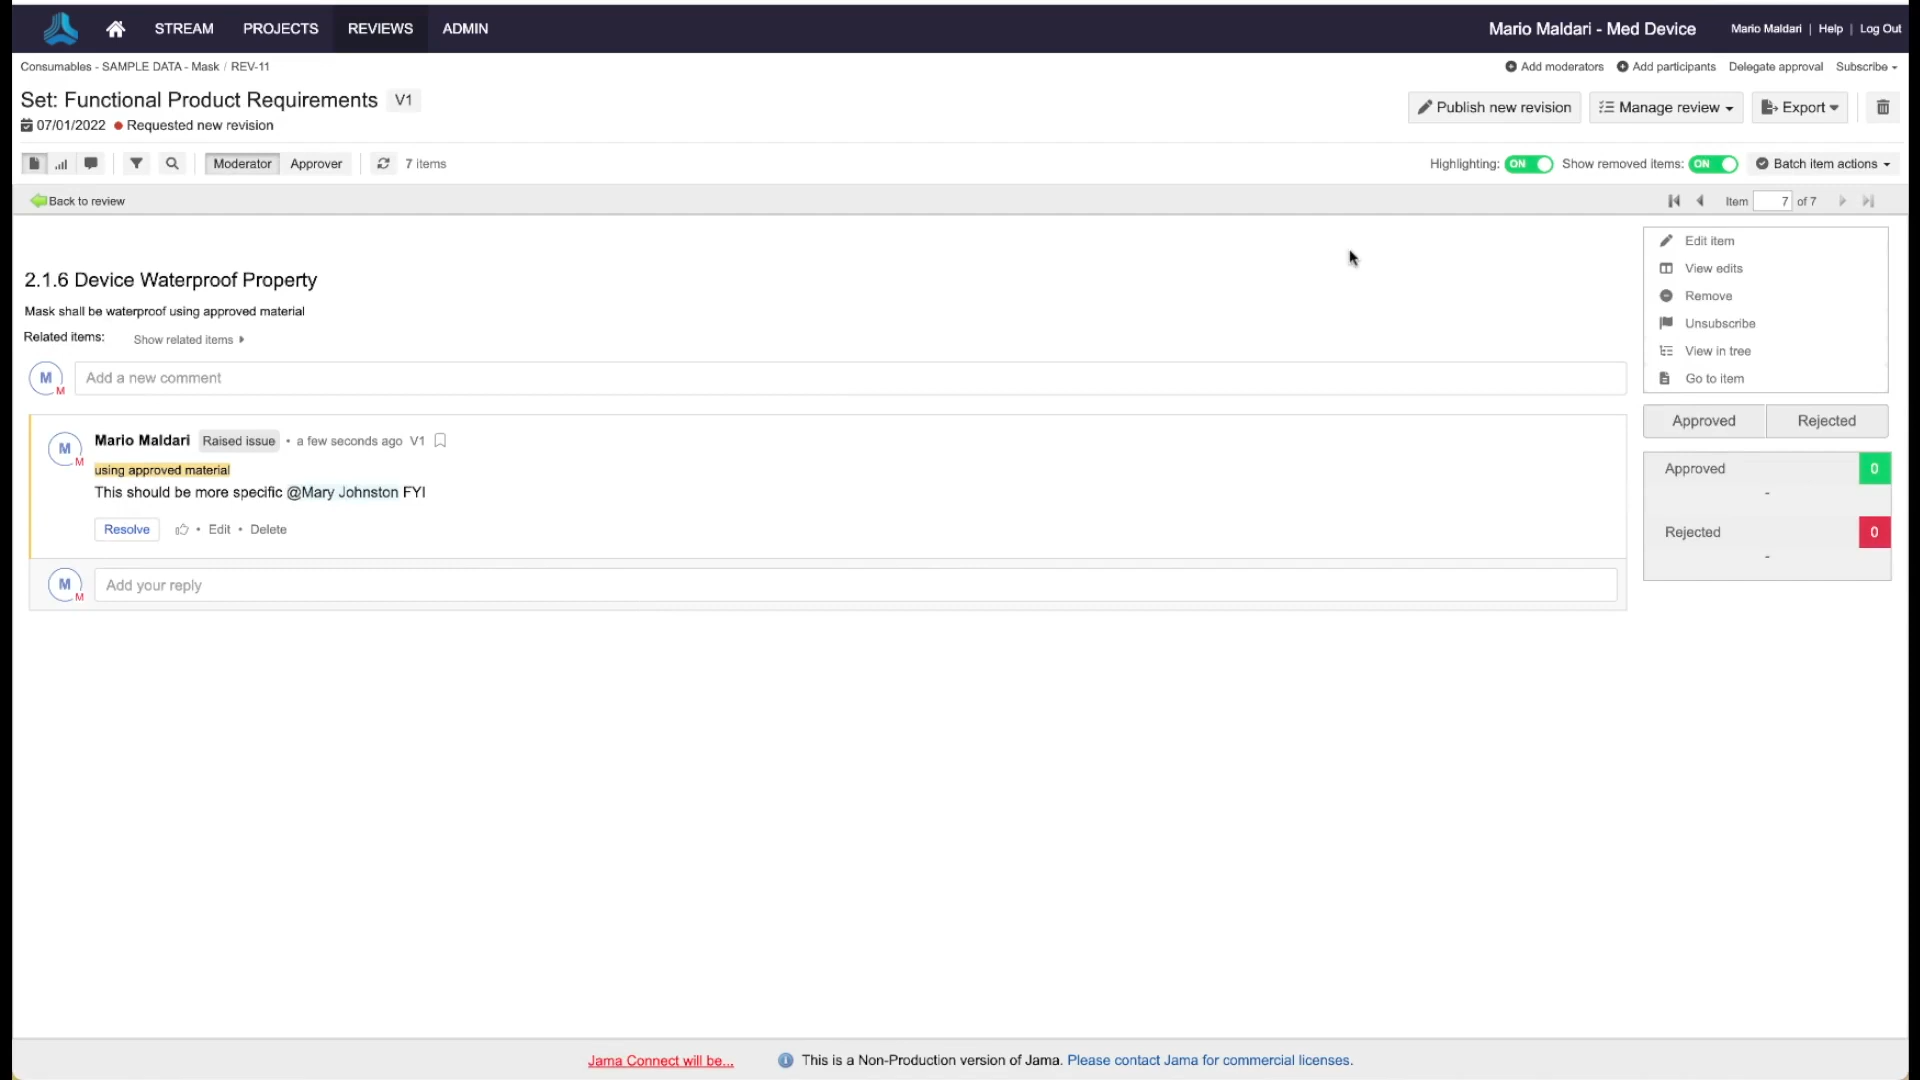 STREAM PROJECTS REVIEWS ADMIN Mario Maldari - Med Device Mario Maldari | Help | Log Out
Consumables - SAMPLE DATA - Mask / REV-11 Add moderators Add participants Delegate approval Subscribe
Set: Functional Product Requirements V1 Publish new revision Manage review Export
07/01/2022 Requested new revision
Moderator Approver 7 items Highlighting: ON Show removed items: ON Batch item actions
Back to review Item 7 of 7
Edit item
View edits
Remove
Unsubscribe
View in tree
Go to item
2.1.6 Device Waterproof Property
Mask shall be waterproof using approved material
Related items: Show related items
M M Add a new comment
Approved Rejected
M M Mario Maldari Raised issue • a few seconds ago V1
using approved material
This should be more specific @Mary Johnston FYI
Resolve • Edit • Delete
M M Add your reply
Approved 0
-
Rejected 0
-
Jama Connect will be... This is a Non-Production version of Jama. Please contact Jama for commercial licenses.